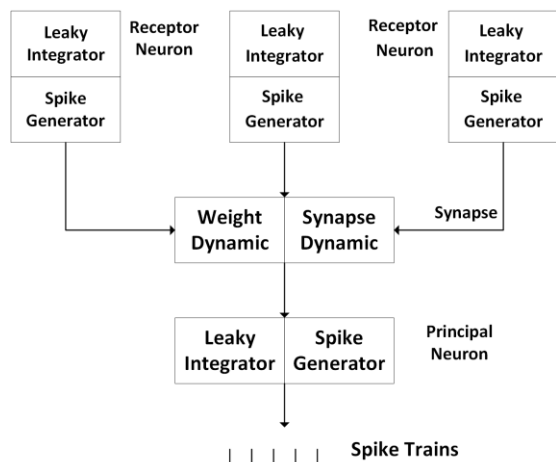 Leaky
Integrator
Receptor
Neuron
Leaky
Integrator
Receptor
Neuron
Leaky
Integrator
Spike
Generator
Spike
Generator
Spike
Generator
Weight
Dynamic
Synapse
Dynamic
Synapse
Leaky
Integrator
Spike
Generator
Principal
Neuron
Spike Trains